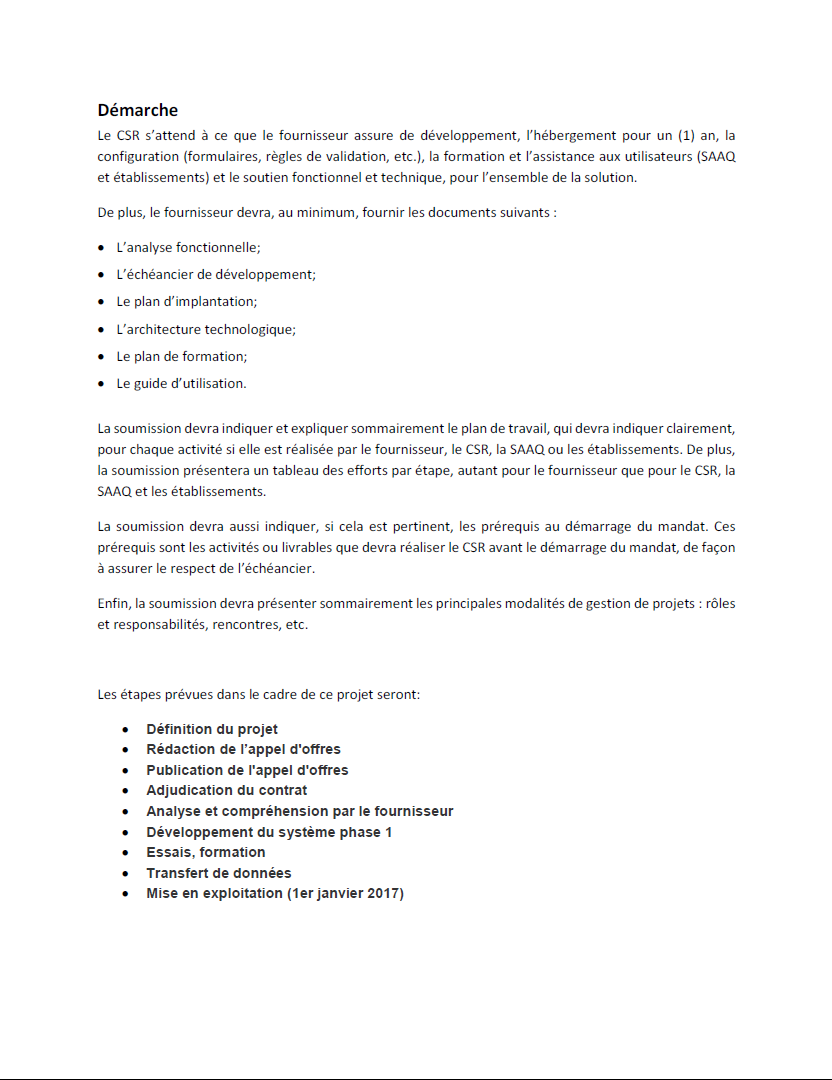 Démarche
Le CSR s’attend à ce que le fournisseur assure de développement, l’hébergement pour un (1) an, la
configuration (formulaires, règles de validation, etc.), la formation et l’assistance aux utilisateurs (SAAQ
et établissements) et le soutien fonctionnel et technique, pour l’ensemble de la solution.
De plus, le fournisseur devra, au minimum, fournir les documents suivants :
• L’analyse fonctionnelle;
• L’échéancier de développement;
• Le plan d’implantation;
• L’architecture technologique;
• Le plan de formation;
• Le guide d’utilisation.
La soumission devra indiquer et expliquer sommairement le plan de travail, qui devra indiquer clairement,
pour chaque activité si elle est réalisée par le fournisseur, le CSR, la SAAQ ou les établissements. De plus,
la soumission présentera un tableau des efforts par étape, autant pour le fournisseur que pour le CSR, la
SAAQ et les établissements.
La soumission devra aussi indiquer, si cela est pertinent, les prérequis au démarrage du mandat. Ces
prérequis sont les activités ou livrables que devra réaliser le CSR avant le démarrage du mandat, de façon
à assurer le respect de l’échéancier.
Enfin, la soumission devra présenter sommairement les principales modalités de gestion de projets : rôles
et responsabilités, rencontres, etc.
Les étapes prévues dans le cadre de ce projet seront:
• Définition du projet
• Rédaction de l’appel d'offres
• Publication de l'appel d'offres
• Adjudication du contrat
• Analyse et compréhension par le fournisseur
• Développement du système phase 1
• Essais, formation
• Transfert de données
• Mise en exploitation (1er janvier 2017)